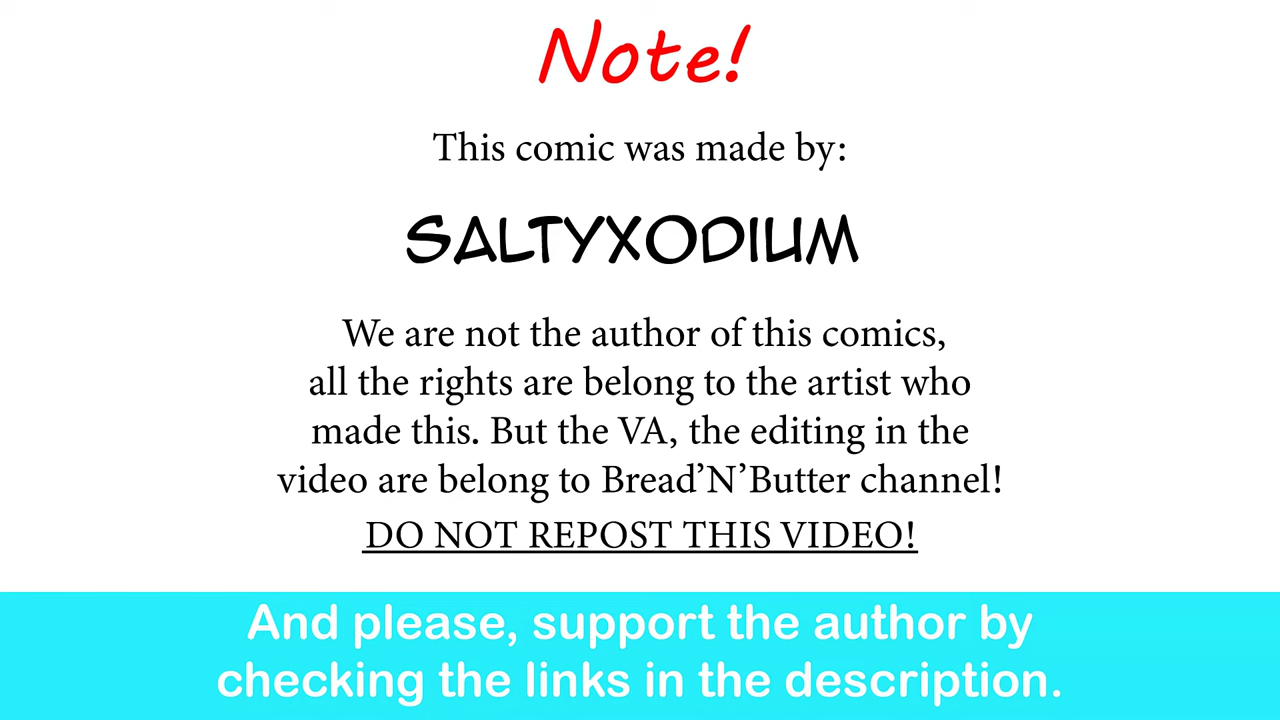 Note!
This comic was made by:
SALTYXODIUM
We are not the author of this comics,
all the rights are belong to the artist who
made this. But the VA, the editing in the
video are belong to Bread’N’Butter channel!
DO NOT REPOST THIS VIDEO!
And please, support the author by
checking the links in the description.